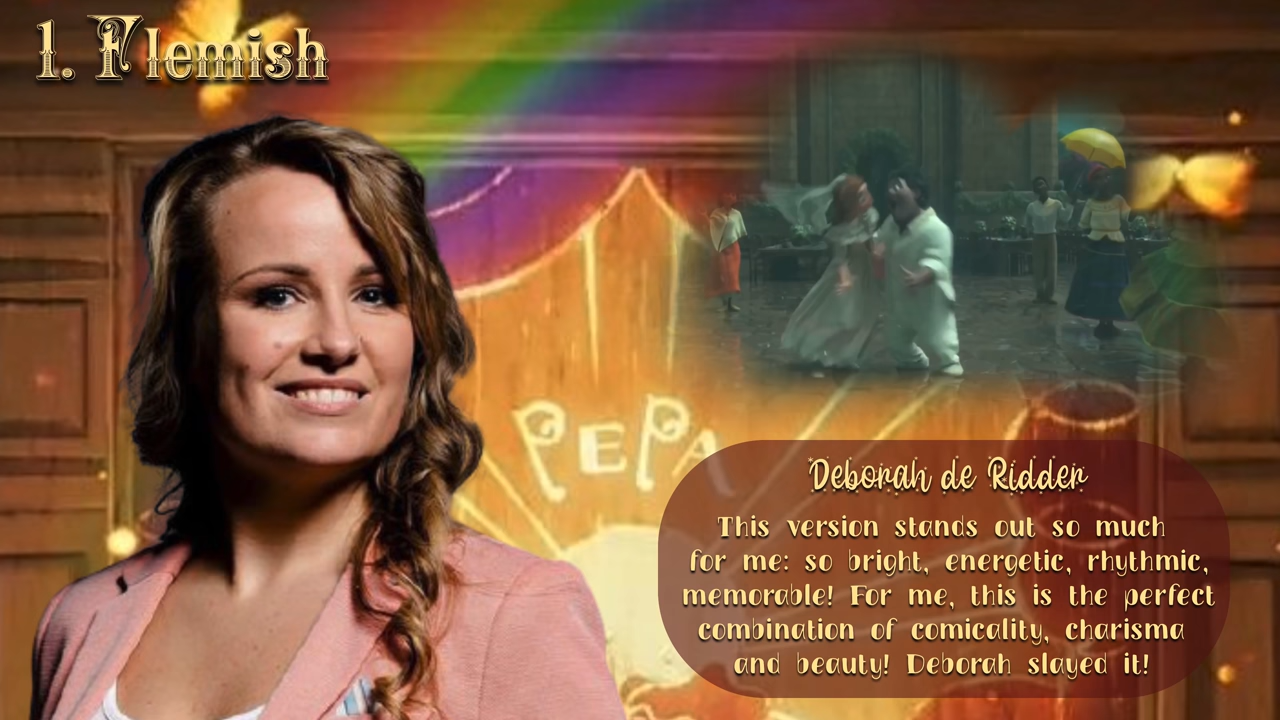 1. Flemish
PEPA
Deborah de Ridder
This version stands out so much
for me: so bright, energetic, rhythmic,
memorable! For me, this is the perfect
combination of comicality, charisma
and beauty! Deborah slayed it!